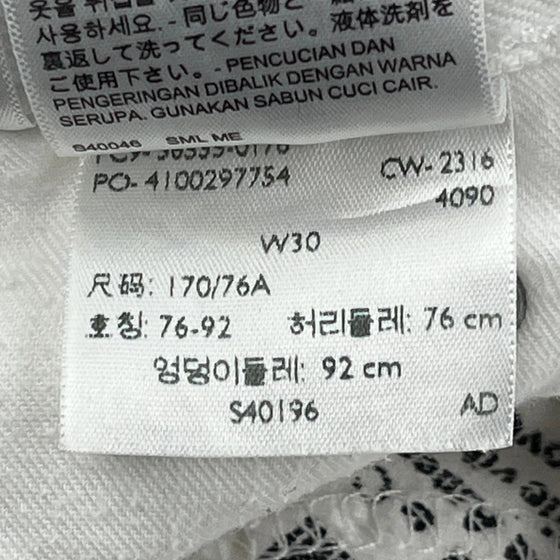 사용하세요. - 同じ色物と
裏返して洗ってください。液体洗剤を
ご使用下さい。- PENCUCIAN DAN
PENGERINGAN DIBALIK DENGAN WARNA
SERUPA. GUNAKAN SABUN CUCI CAIR.
S40046 SML ME
PO- 4100297754
CW- 2316
4090
W30
尺码: 170/76A
호칭: 76-92 허리둘레: 76 cm
엉덩이둘레: 92 cm
S40196 AD